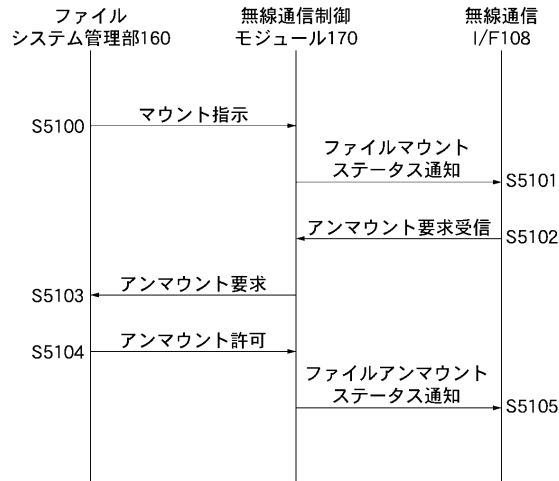 ファイル
システム管理部160
無線通信制御
モジュール170
無線通信
I/F108
S5100
マウント指示
ファイルマウント
ステータス通知
S5101
アンマウント要求受信
S5102
アンマウント要求
S5103
アンマウント許可
S5104
ファイルアンマウント
ステータス通知
S5105